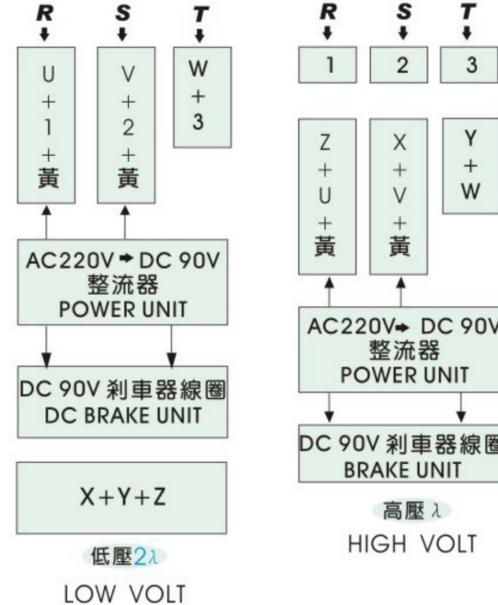 R S T
U
+
1
+
黃
V
+
2
+
黃
W
+
3
AC220V ➡ DC 90V
整流器
POWER UNIT
DC 90V 剎車器線圈
DC BRAKE UNIT
X+Y+Z
低壓2λ
LOW VOLT
R S T
1 2 3
Z
+
U
+
黃
X
+
V
+
黃
Y
+
W
AC220V➡ DC 90V
整流器
POWER UNIT
DC 90V 剎車器線圈
BRAKE UNIT
高壓 λ
HIGH VOLT